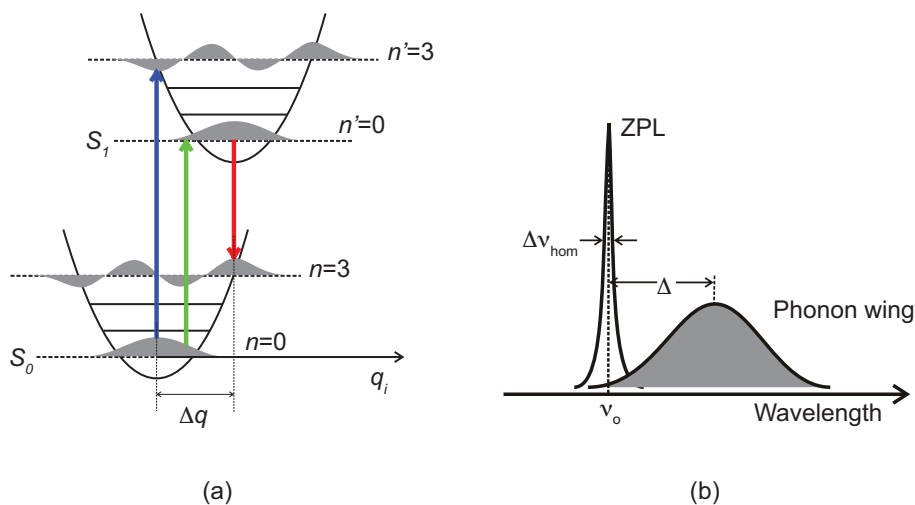 n'=3
n'=0
S1
n=3
n=0
S0
qi
Δq
(a)
ZPL
Δνhom
Δ
Phonon wing
νo
Wavelength
(b)